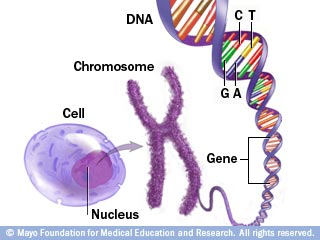 DNA
C T
Chromosome
G A
Cell
Gene
Nucleus
© Mayo Foundation for Medical Education and Research. All rights reserved.